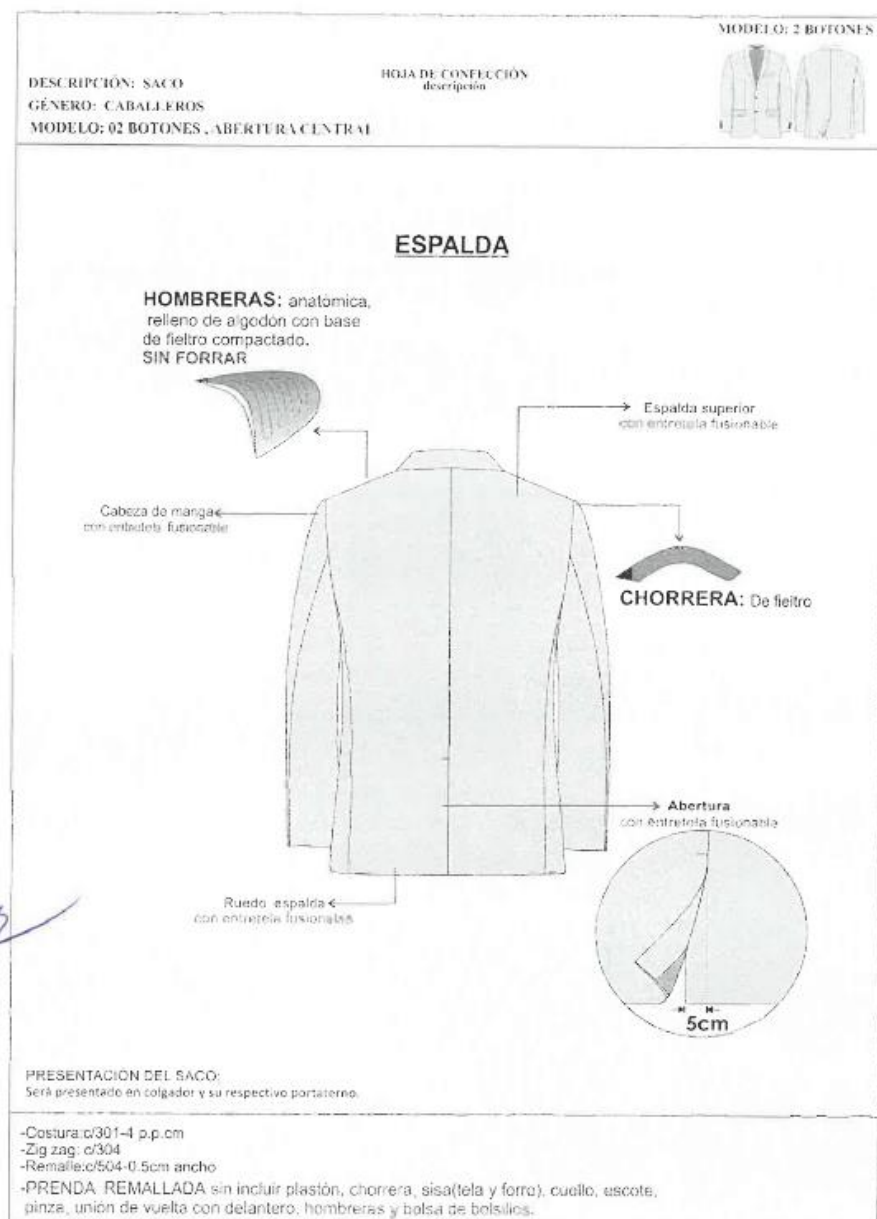 MODELO: 2 BOTONES
HOJA DE CONFECCIÓN
descripción
DESCRIPCIÓN: SACO
GÉNERO: CABALLEROS
MODELO: 02 BOTONES , ABERTURA CENTRAL
ESPALDA
HOMBRERAS: anatómica,
relleno de algodón con base
de fieltro compactado.
SIN FORRAR
Espalda superior
con entretela fusionable
Cabeza de manga
con entretela fusionable
CHORRERA: De fieltro
Abertura
con entretela fusionable
Ruedo espalda
con entretela fusionalas
5cm
PRESENTACIÓN DEL SACO:
Será presentado en colgador y su respectivo portaterno.
-Costura:c/301-4 p.p.cm
-Zig zag: c/304
-Remalle:c/504-0.5cm ancho
-PRENDA REMALLADA sin incluir plastón, chorrera, sisa(tela y forro), cuello, escote,
pinza, unión de vuelta con delantero, hombreras y bolsa de bolsillos.